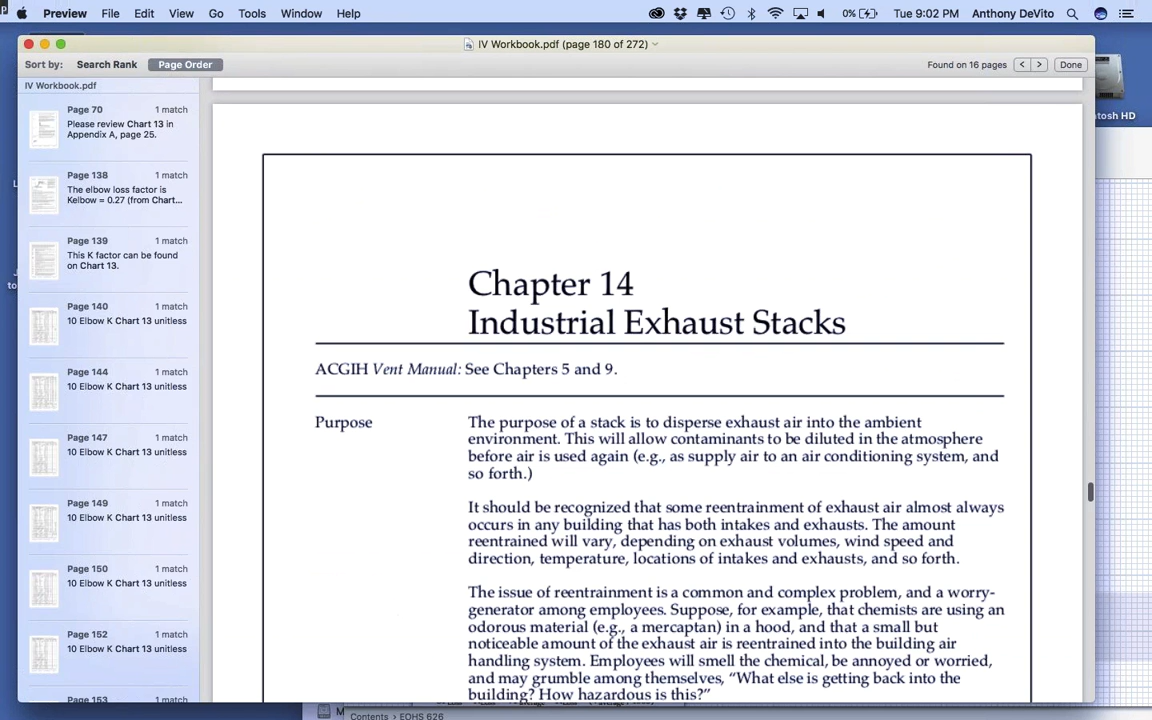 Preview File Edit View Go Tools Window Help 0% Tue 9:02 PM Anthony DeVito
IV Workbook.pdf (page 180 of 272)
Sort by: Search Rank Page Order Found on 16 pages < > Done
IV Workbook.pdf
Page 70 1 match
Please review Chart 13 in
Appendix A, page 25.
Page 138 1 match
The elbow loss factor is
Kelbow = 0.27 (from Chart...
Page 139 1 match
This K factor can be found
on Chart 13.
Page 140 1 match
10 Elbow K Chart 13 unitless
Page 144 1 match
10 Elbow K Chart 13 unitless
Page 147 1 match
10 Elbow K Chart 13 unitless
Page 149 1 match
10 Elbow K Chart 13 unitless
Page 150 1 match
10 Elbow K Chart 13 unitless
Page 152 1 match
10 Elbow K Chart 13 unitless
Page 153 1 match
Chapter 14
Industrial Exhaust Stacks
ACGIH Vent Manual: See Chapters 5 and 9.
Purpose
The purpose of a stack is to disperse exhaust air into the ambient
environment. This will allow contaminants to be diluted in the atmosphere
before air is used again (e.g., as supply air to an air conditioning system, and
so forth.)
It should be recognized that some reentrainment of exhaust air almost always
occurs in any building that has both intakes and exhausts. The amount
reentrained will vary, depending on exhaust volumes, wind speed and
direction, temperature, locations of intakes and exhausts, and so forth.
The issue of reentrainment is a common and complex problem, and a worry-
generator among employees. Suppose, for example, that chemists are using an
odorous material (e.g., a mercaptan) in a hood, and that a small but
noticeable amount of the exhaust air is reentrained into the building air
handling system. Employees will smell the chemical, be annoyed or worried,
and may grumble among themselves, “What else is getting back into the
building? How hazardous is this?”
tosh HD
Contents › EOHS 626